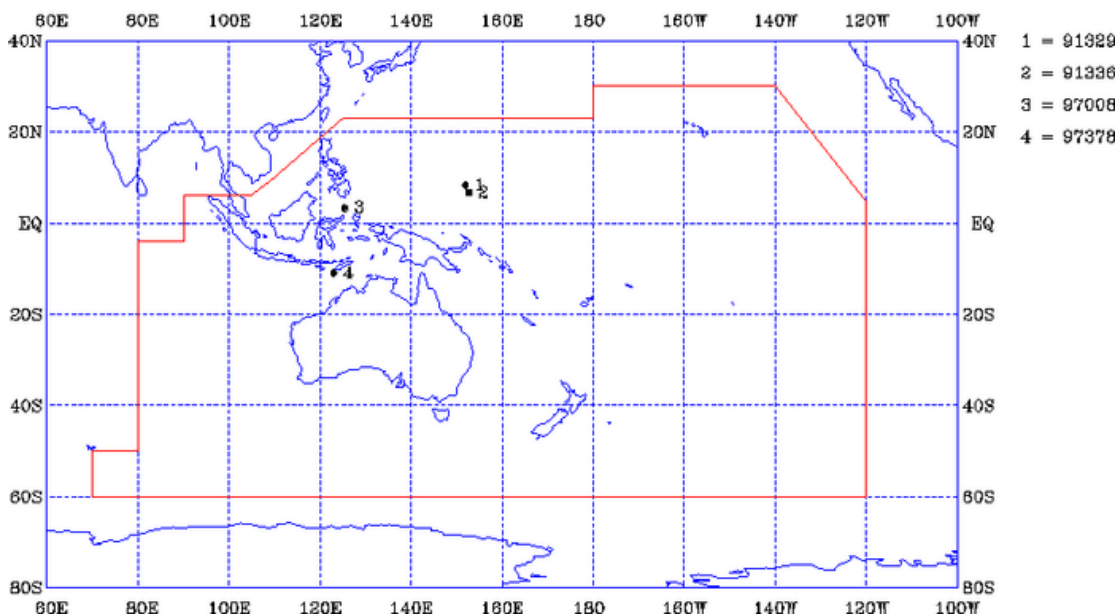 60E 80E 100E 120E 140E 160E 180 160W 140W 120W 100W
40N 40N
1 = 91329
2 = 91336
3 = 97008
4 = 97378
20N 20N
1
2
3
EQ EQ
4
20S 20S
40S 40S
60S 60S
80S 80S
60E 80E 100E 120E 140E 160E 180 160W 140W 120W 100W